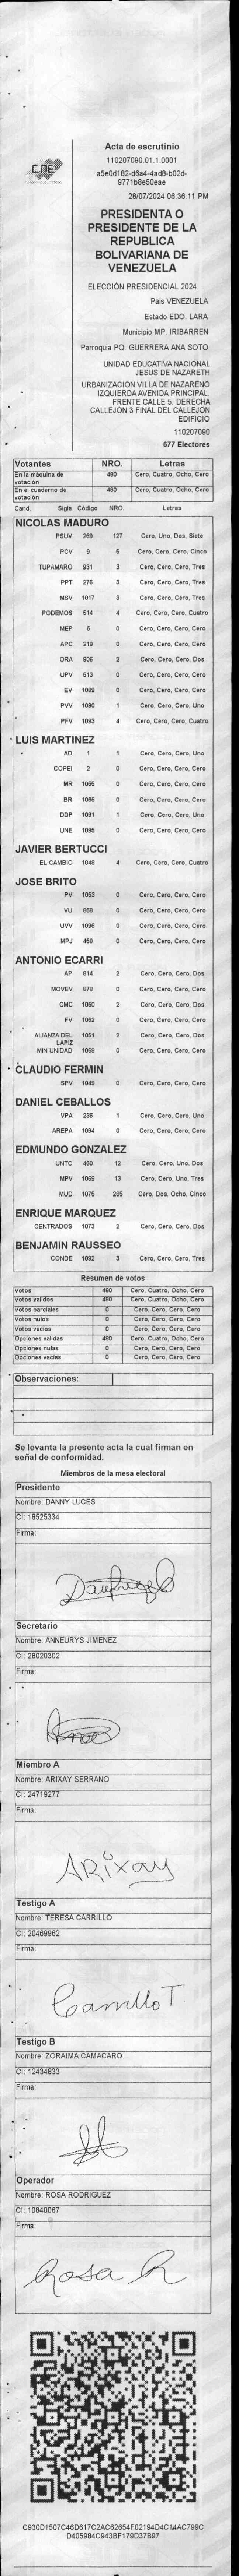 CNE
Acta de escrutinio
110207090.01.1.0001
a5e0d182-d6a4-4ad8-b02d-
9771b8e50eae
28/07/2024 06:36:11 PM
PRESIDENTA O
PRESIDENTE DE LA
REPUBLICA
BOLIVARIANA DE
VENEZUELA
ELECCIÓN PRESIDENCIAL 2024
Pais VENEZUELA
Estado EDO. LARA
Municipio MP. IRIBARREN
Parroquia PQ. GUERRERA ANA SOTO
UNIDAD EDUCATIVA NACIONAL
JESUS DE NAZARETH
URBANIZACION VILLA DE NAZARENO
IZQUIERDA AVENIDA PRINCIPAL.
FRENTE CALLE 5. DERECHA
CALLEJÓN 3 FINAL DEL CALLEJON
EDIFICIO
110207090
677 Electores
Votantes NRO. Letras
En la máquina de votación 480 Cero, Cuatro, Ocho, Cero
En el cuaderno de votación 480 Cero, Cuatro, Ocho, Cero
Cand. Sigla Código NRO. Letras
NICOLAS MADURO
PSUV 269 127 Cero, Uno, Dos, Siete
PCV 9 5 Cero, Cero, Cero, Cinco
TUPAMARO 931 3 Cero, Cero, Cero, Tres
PPT 276 3 Cero, Cero, Cero, Tres
MSV 1017 3 Cero, Cero, Cero, Tres
PODEMOS 514 4 Cero, Cero, Cero, Cuatro
MEP 6 0 Cero, Cero, Cero, Cero
APC 219 0 Cero, Cero, Cero, Cero
ORA 906 2 Cero, Cero, Cero, Dos
UPV 513 0 Cero, Cero, Cero, Cero
EV 1089 0 Cero, Cero, Cero, Cero
PVV 1090 1 Cero, Cero, Cero, Uno
PFV 1093 4 Cero, Cero, Cero, Cuatro
LUIS MARTINEZ
AD 1 1 Cero, Cero, Cero, Uno
COPEI 2 0 Cero, Cero, Cero, Cero
MR 1065 0 Cero, Cero, Cero, Cero
BR 1066 0 Cero, Cero, Cero, Cero
DDP 1091 1 Cero, Cero, Cero, Uno
UNE 1095 0 Cero, Cero, Cero, Cero
JAVIER BERTUCCI
EL CAMBIO 1048 4 Cero, Cero, Cero, Cuatro
JOSE BRITO
PV 1053 0 Cero, Cero, Cero, Cero
VU 868 0 Cero, Cero, Cero, Cero
UVV 1096 0 Cero, Cero, Cero, Cero
MPJ 458 0 Cero, Cero, Cero, Cero
ANTONIO ECARRI
AP 814 2 Cero, Cero, Cero, Dos
MOVEV 978 0 Cero, Cero, Cero, Cero
CMC 1050 2 Cero, Cero, Cero, Dos
FV 1062 0 Cero, Cero, Cero, Cero
ALIANZA DEL LAPIZ 1051 2 Cero, Cero, Cero, Dos
MIN UNIDAD 1069 0 Cero, Cero, Cero, Cero
CLAUDIO FERMIN
SPV 1049 0 Cero, Cero, Cero, Cero
DANIEL CEBALLOS
VPA 236 1 Cero, Cero, Cero, Uno
AREPA 1094 0 Cero, Cero, Cero, Cero
EDMUNDO GONZALEZ
UNTC 460 12 Cero, Cero, Uno, Dos
MPV 1069 13 Cero, Cero, Uno, Tres
MUD 1075 285 Cero, Dos, Ocho, Cinco
ENRIQUE MARQUEZ
CENTRADOS 1073 2 Cero, Cero, Cero, Dos
BENJAMIN RAUSSEO
CONDE 1092 3 Cero, Cero, Cero, Tres
Resumen de votos
Votos 480 Cero, Cuatro, Ocho, Cero
Votos validos 480 Cero, Cuatro, Ocho, Cero
Votos parciales 0 Cero, Cero, Cero, Cero
Votos nulos 0 Cero, Cero, Cero, Cero
Votos vacios 0 Cero, Cero, Cero, Cero
Opciones validas 480 Cero, Cuatro, Ocho, Cero
Opciones nulas 0 Cero, Cero, Cero, Cero
Opciones vacias 0 Cero, Cero, Cero, Cero
Observaciones:
Se levanta la presente acta la cual firman en
señal de conformidad.
Miembros de la mesa electoral
Presidente
Nombre: DANNY LUCES
CI: 18525334
Firma:
Secretario
Nombre: ANNEURYS JIMENEZ
CI: 26020302
Firma:
Miembro A
Nombre: ARIXAY SERRANO
CI: 24719277
Firma:
ARixay
Testigo A
Nombre: TERESA CARRILLO
CI: 20469962
Firma:
Carrillo T
Testigo B
Nombre: ZORAIMA CAMACARO
CI: 12434833
Firma:
Operador
Nombre: ROSA RODRIGUEZ
CI: 10840067
Firma:
Rosa R
C930D1507C46D617C2AC62654F02194D4C14AC799C
D405984C943BF179D37B97